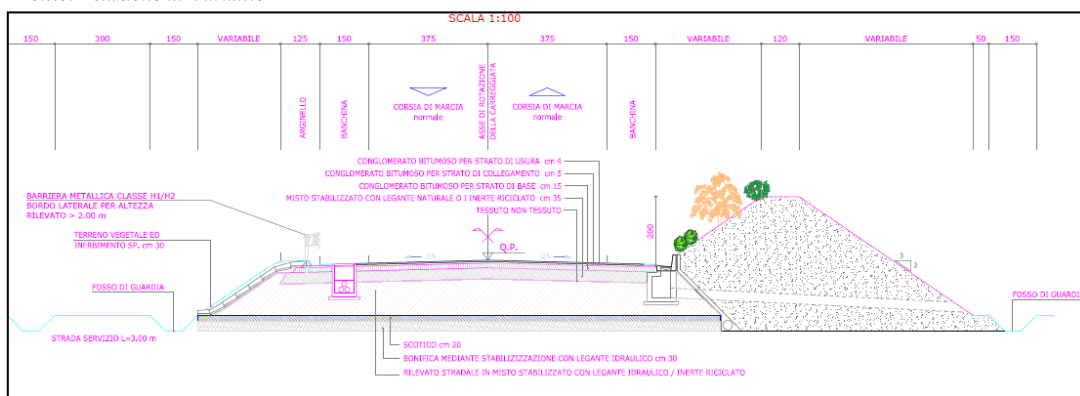 SCALA 1:100
150 300 150 VARIABILE 125 150 375 375 150 VARIABILE 120 VARIABILE 50 150
ARGINELLO
BANCHINA
CORSIA DI MARCIA
normale
ASSE DI ROTAZIONE
DELLA CARREGGIATA
CORSIA DI MARCIA
normale
BANCHINA
CONGLOMERATO BITUMOSO PER STRATO DI USURA cm 4
CONGLOMERATO BITUMOSO PER STRATO DI COLLEGAMENTO cm 5
CONGLOMERATO BITUMOSO PER STRATO DI BASE cm 15
MISTO STABILIZZATO CON LEGANTE NATURALE O I INERTE RICICLATO cm 35
TESSUTO NON TESSUTO
BARRIERA METALLICA CLASSE H1/H2
BORDO LATERALE PER ALTEZZA
RILEVATO > 2.00 m
TERRENO VEGETALE ED
INERBIMENTO SP. cm 30
Q.P.
200
3
2
FOSSO DI GUARDIA
FOSSO DI GUARDI
STRADA SERVIZIO L=3.00 m
SCOTICO cm 20
BONIFICA MEDIANTE STABILIZIZZAZIONE CON LEGANTE IDRAULICO cm 30
RILEVATO STRADALE IN MISTO STABILIZZATO CON LEGANTE IDRAULICO / INERTE RICICLATO